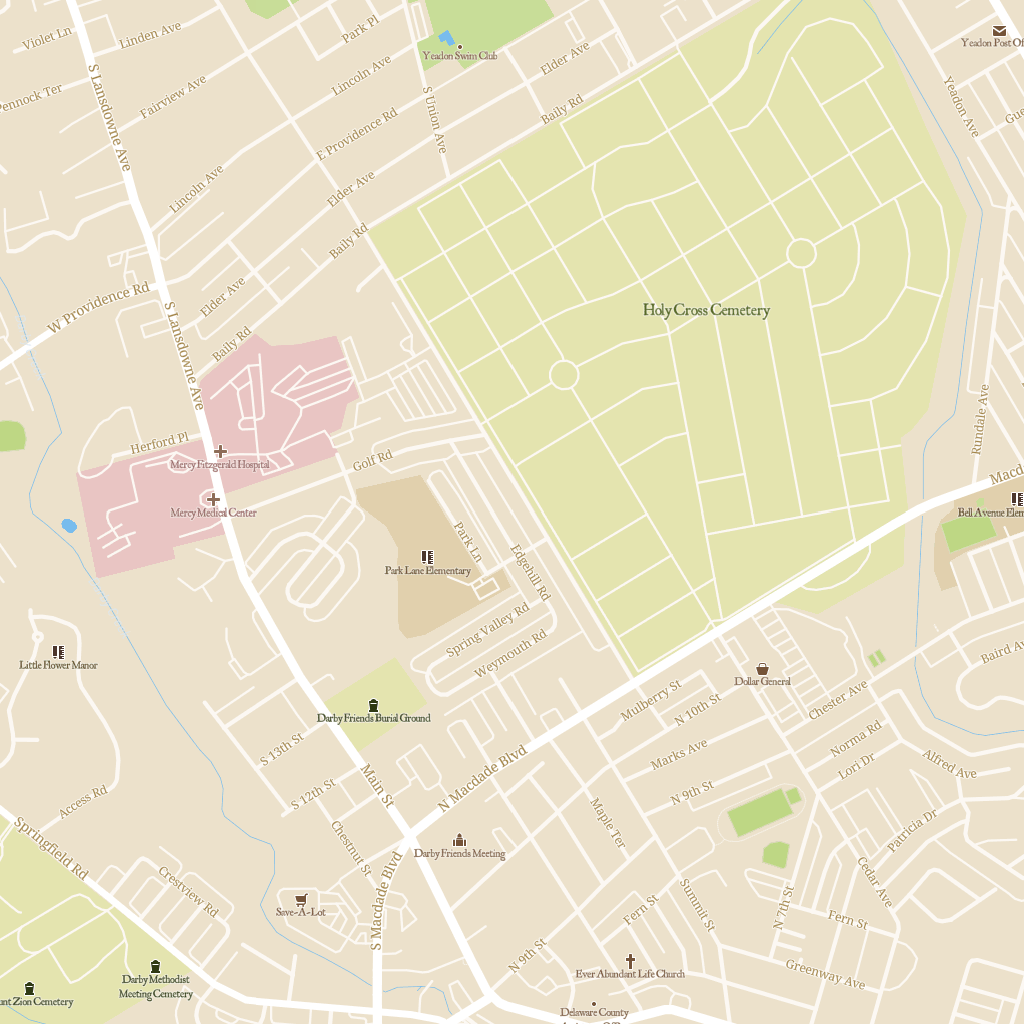 Violet Ln
Linden Ave
Park Pl
Yeadon Swim Club
Elder Ave
Yeadon Post Of
Pennock Ter
S Lansdowne Ave
Fairview Ave
Lincoln Ave
S Union Ave
Baily Rd
Yeadon Ave
Gue
E Providence Rd
Lincoln Ave
Elder Ave
Baily Rd
W Providence Rd
Elder Ave
S Lansdowne Ave
Baily Rd
Holy Cross Cemetery
Rundale Ave
Herford Pl
Mercy Fitzgerald Hospital
Golf Rd
Macd
Mercy Medical Center
Bell Avenue Elem
Park Ln
Park Lane Elementary
Edgehill Rd
Spring Valley Rd
Weymouth Rd
Little Flower Manor
Baird Av
Dollar General
Mulberry St
N 10th St
Chester Ave
Darby Friends Burial Ground
S 13th St
Marks Ave
Norma Rd
Lori Dr
Alfred Ave
N Macdade Blvd
Main St
S 12th St
N 9th St
Access Rd
Springfield Rd
Chestnut St
Maple Ter
Patricia Dr
Darby Friends Meeting
Crestview Rd
Cedar Ave
Save-A-Lot
S Macdade Blvd
Fern St
Summit St
N 7th St
Fern St
N 9th St
Ever Abundant Life Church
Greenway Ave
Darby Methodist
Meeting Cemetery
unt Zion Cemetery
Delaware County